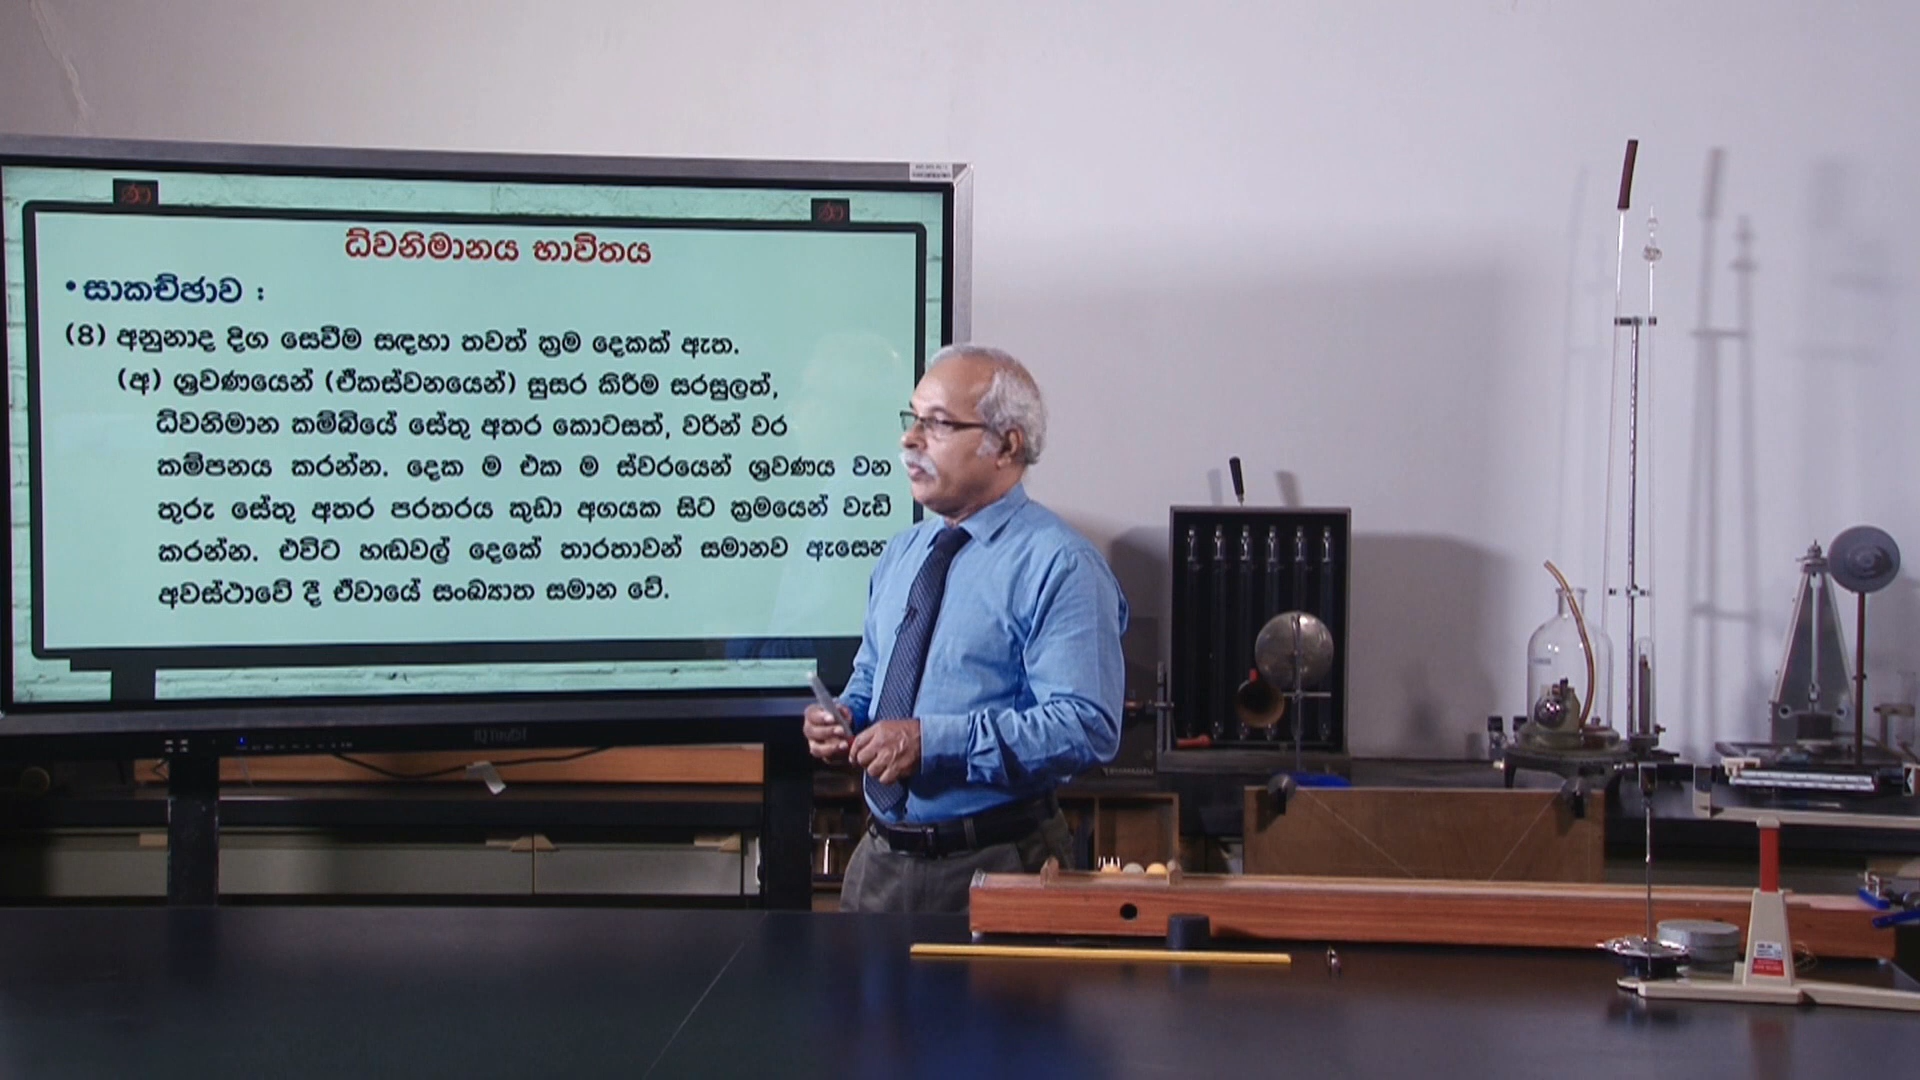 ධ්වනිමානය භාවිතය
• සාකච්ඡාව :
(8) අනුනාද දිග සෙවීම සඳහා තවත් ක්‍රම දෙකක් ඇත.
(අ) ශ්‍රවණයෙන් (ඒකස්වනයෙන්) සුසර කිරීම සරසුලත්,
ධ්වනිමාන කම්බියේ සේතු අතර කොටසත්, වරින් වර
කම්පනය කරන්න. දෙක ම එක ම ස්වරයෙන් ශ්‍රවණය වන
තුරු සේතු අතර පරතරය කුඩා අගයක සිට ක්‍රමයෙන් වැඩි
කරන්න. එවිට හඬවල් දෙකේ තාරතාවන් සමානව
අවස්ථාවේ දී ඒවායේ සංඛ්‍යාත සමාන වේ.